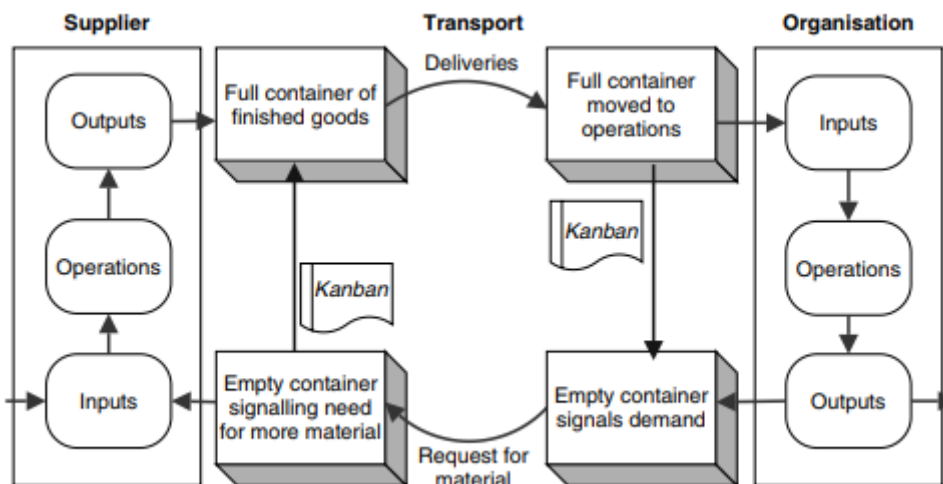 Supplier
Transport
Organisation
Deliveries
Full container of
finished goods
Full container
moved to
operations
Outputs
Inputs
Kanban
Operations
Kanban
Operations
Inputs
Empty container
signalling need
for more material
Empty container
signals demand
Outputs
Request for
material